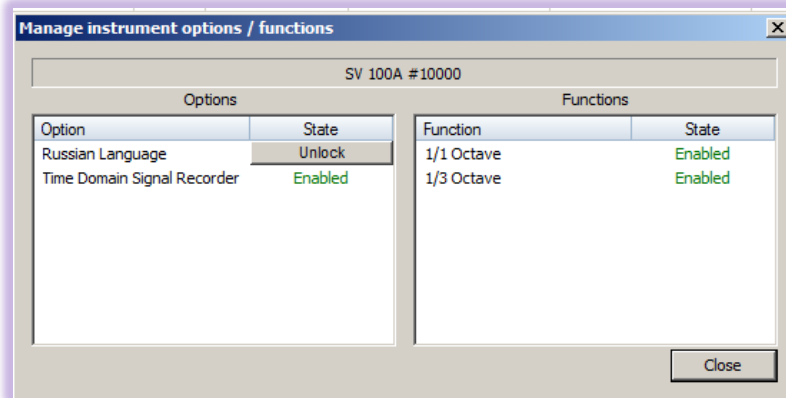 Manage instrument options / functions
SV 100A #10000
Options
Option State
Russian Language Unlock
Time Domain Signal Recorder Enabled
Functions
Function State
1/1 Octave Enabled
1/3 Octave Enabled
Close